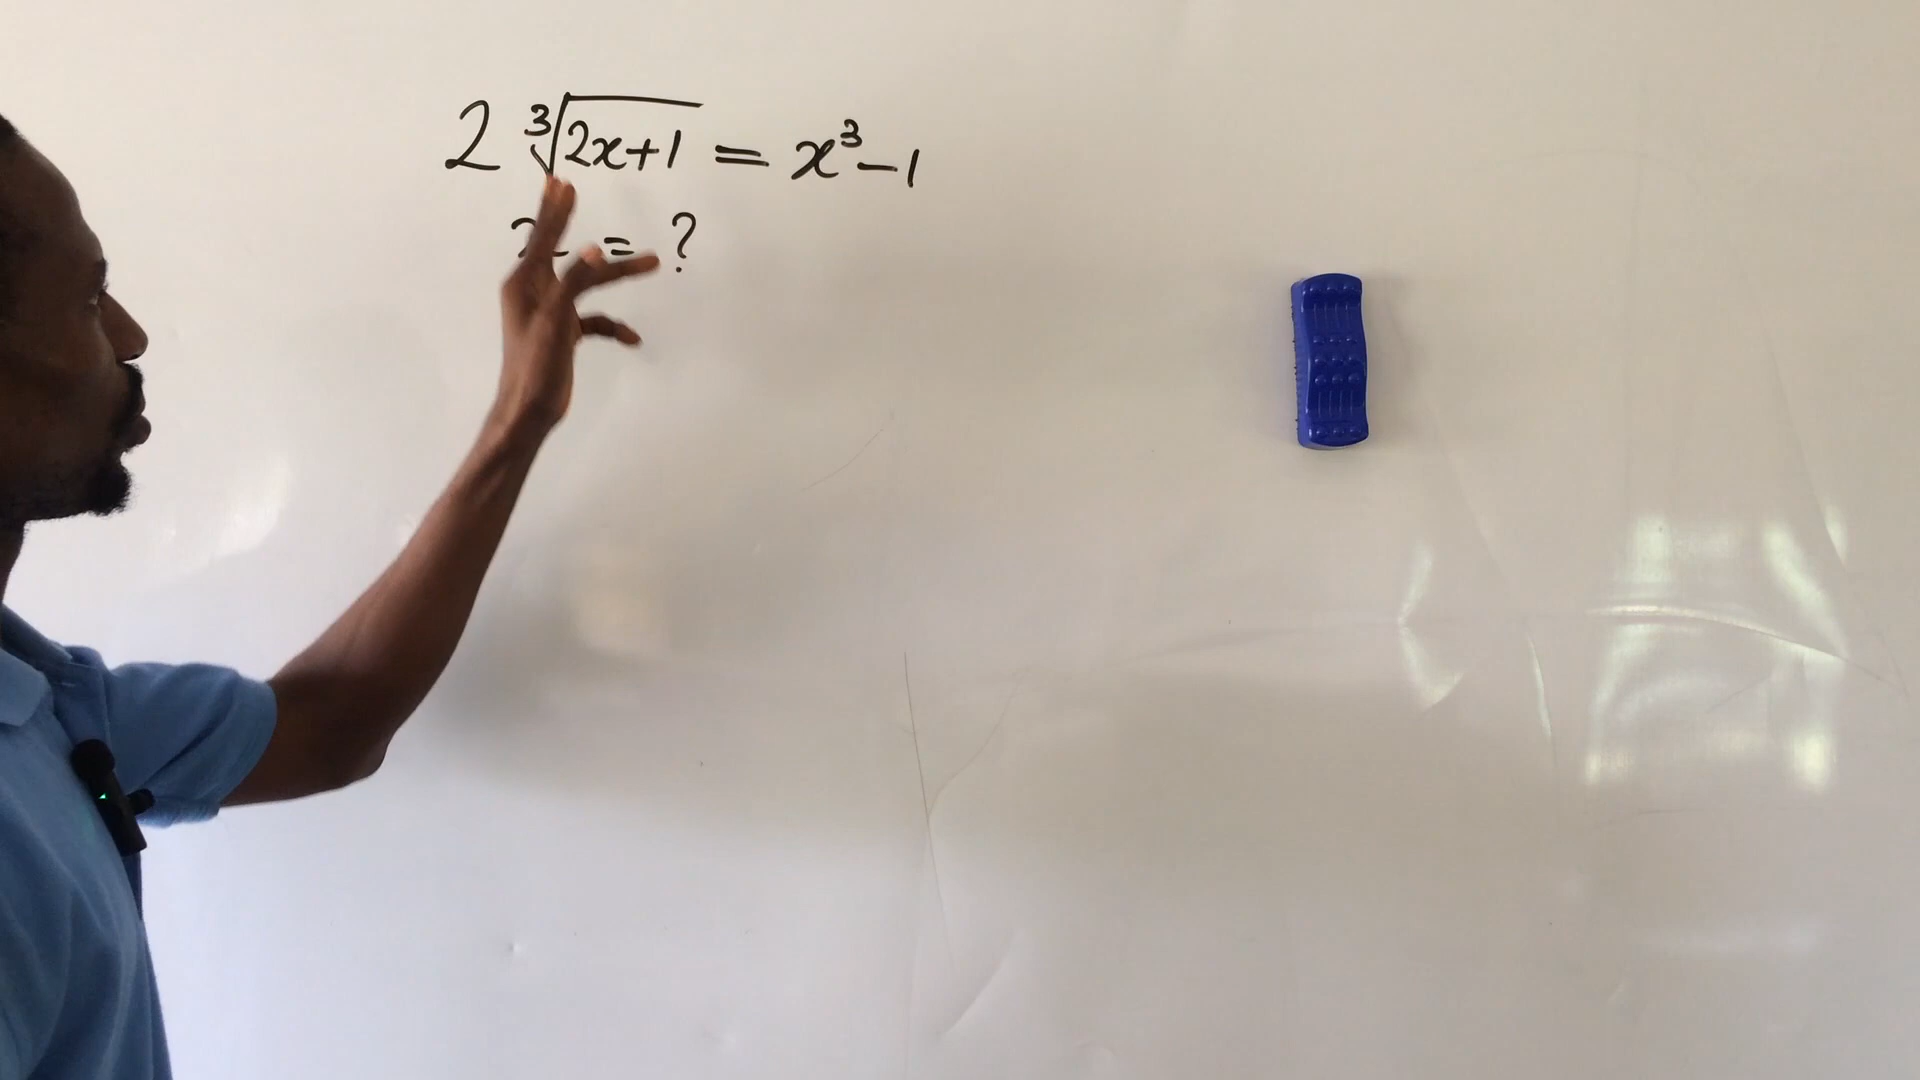 2∛(2x+1) = x³-1
x = ?